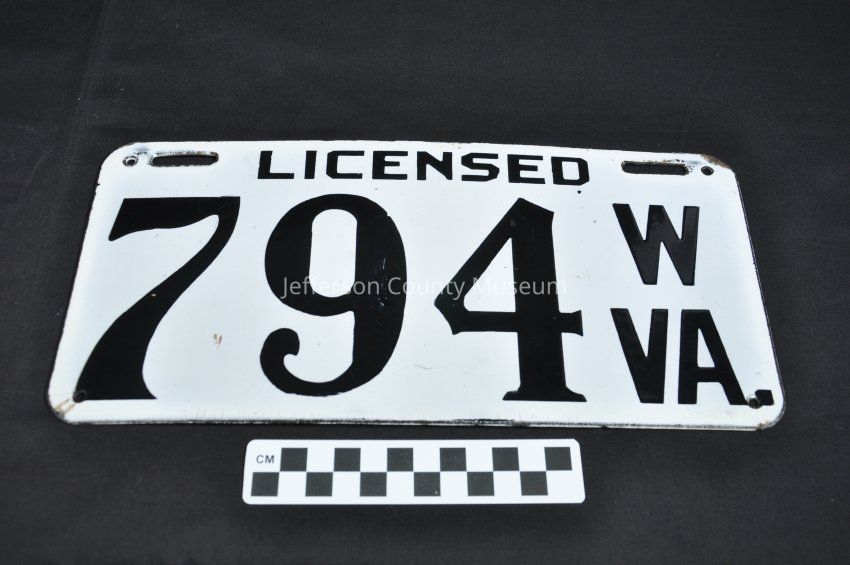 LICENSED
794 W VA.
Jefferson County Museum
CM